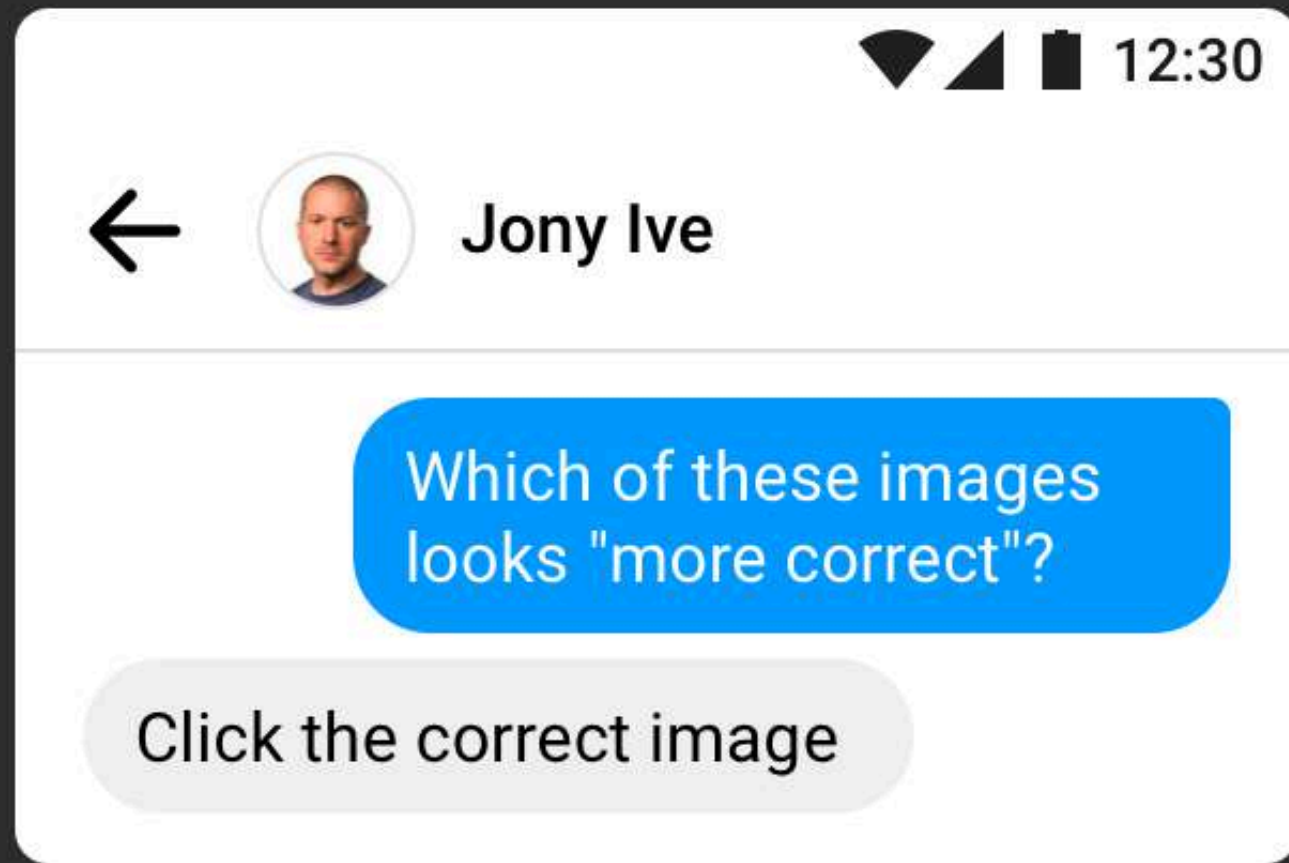 12:30
Jony Ive
Which of these images
looks "more correct"?
Click the correct image